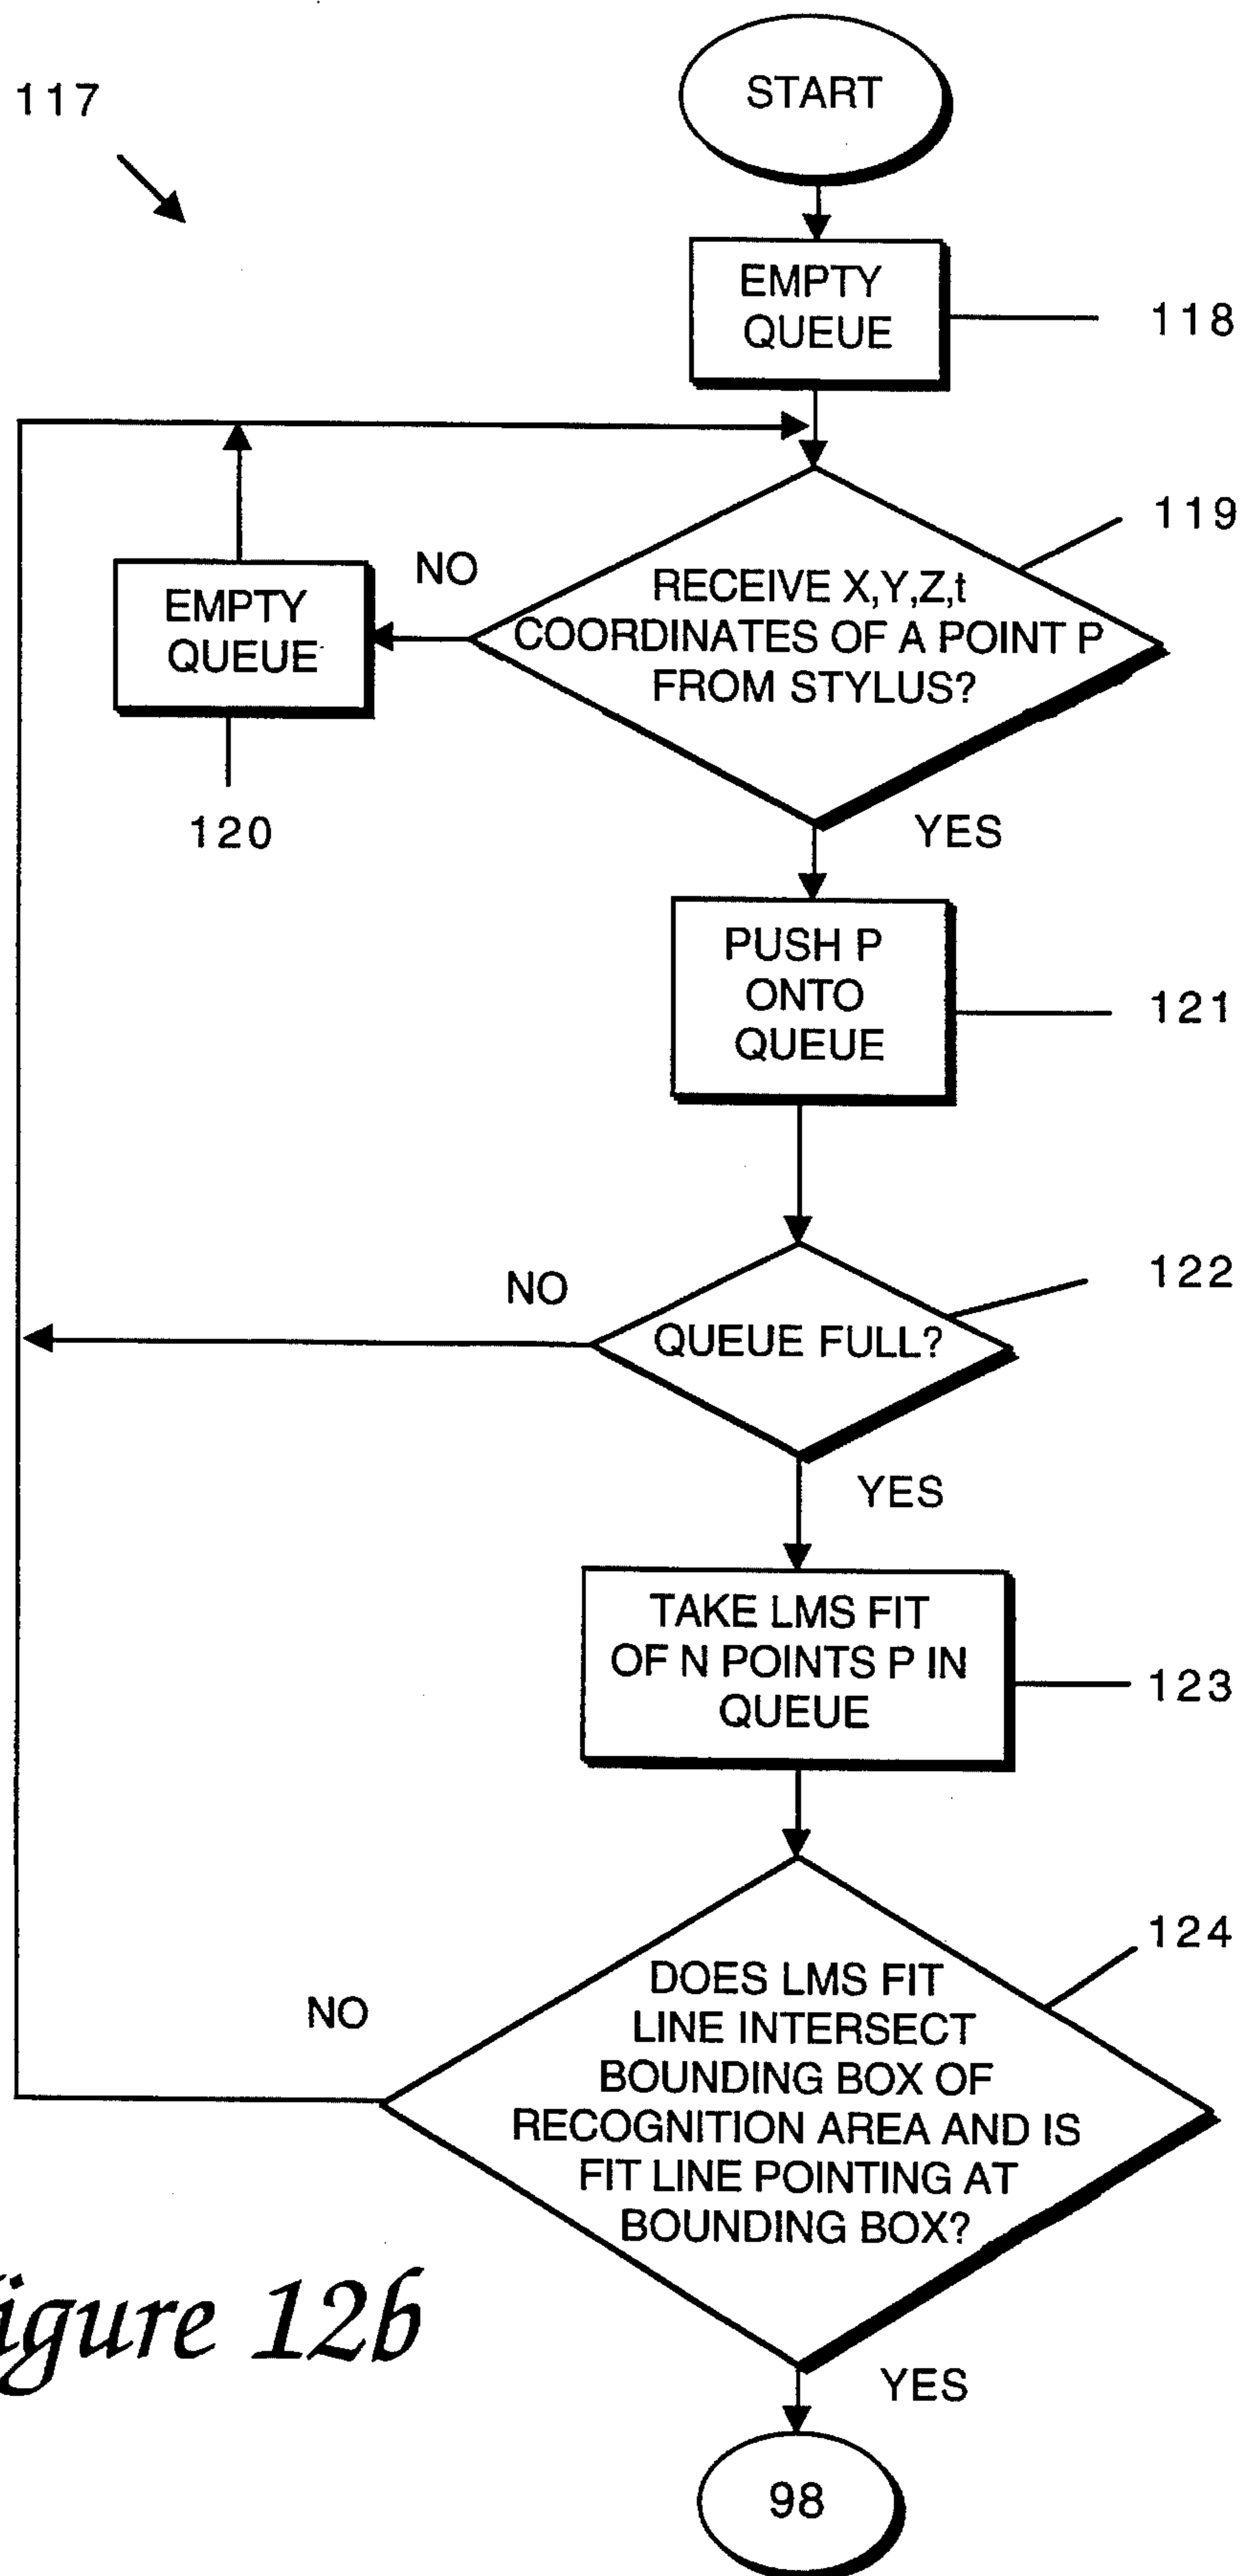 117
START
EMPTY
QUEUE
118
119
NO
RECEIVE X,Y,Z,t
COORDINATES OF A POINT P
FROM STYLUS?
EMPTY
QUEUE
120
YES
PUSH P
ONTO
QUEUE
121
122
NO
QUEUE FULL?
YES
TAKE LMS FIT
OF N POINTS P IN
QUEUE
123
124
NO
DOES LMS FIT
LINE INTERSECT
BOUNDING BOX OF
RECOGNITION AREA AND IS
FIT LINE POINTING AT
BOUNDING BOX?
igure 12b
YES
98